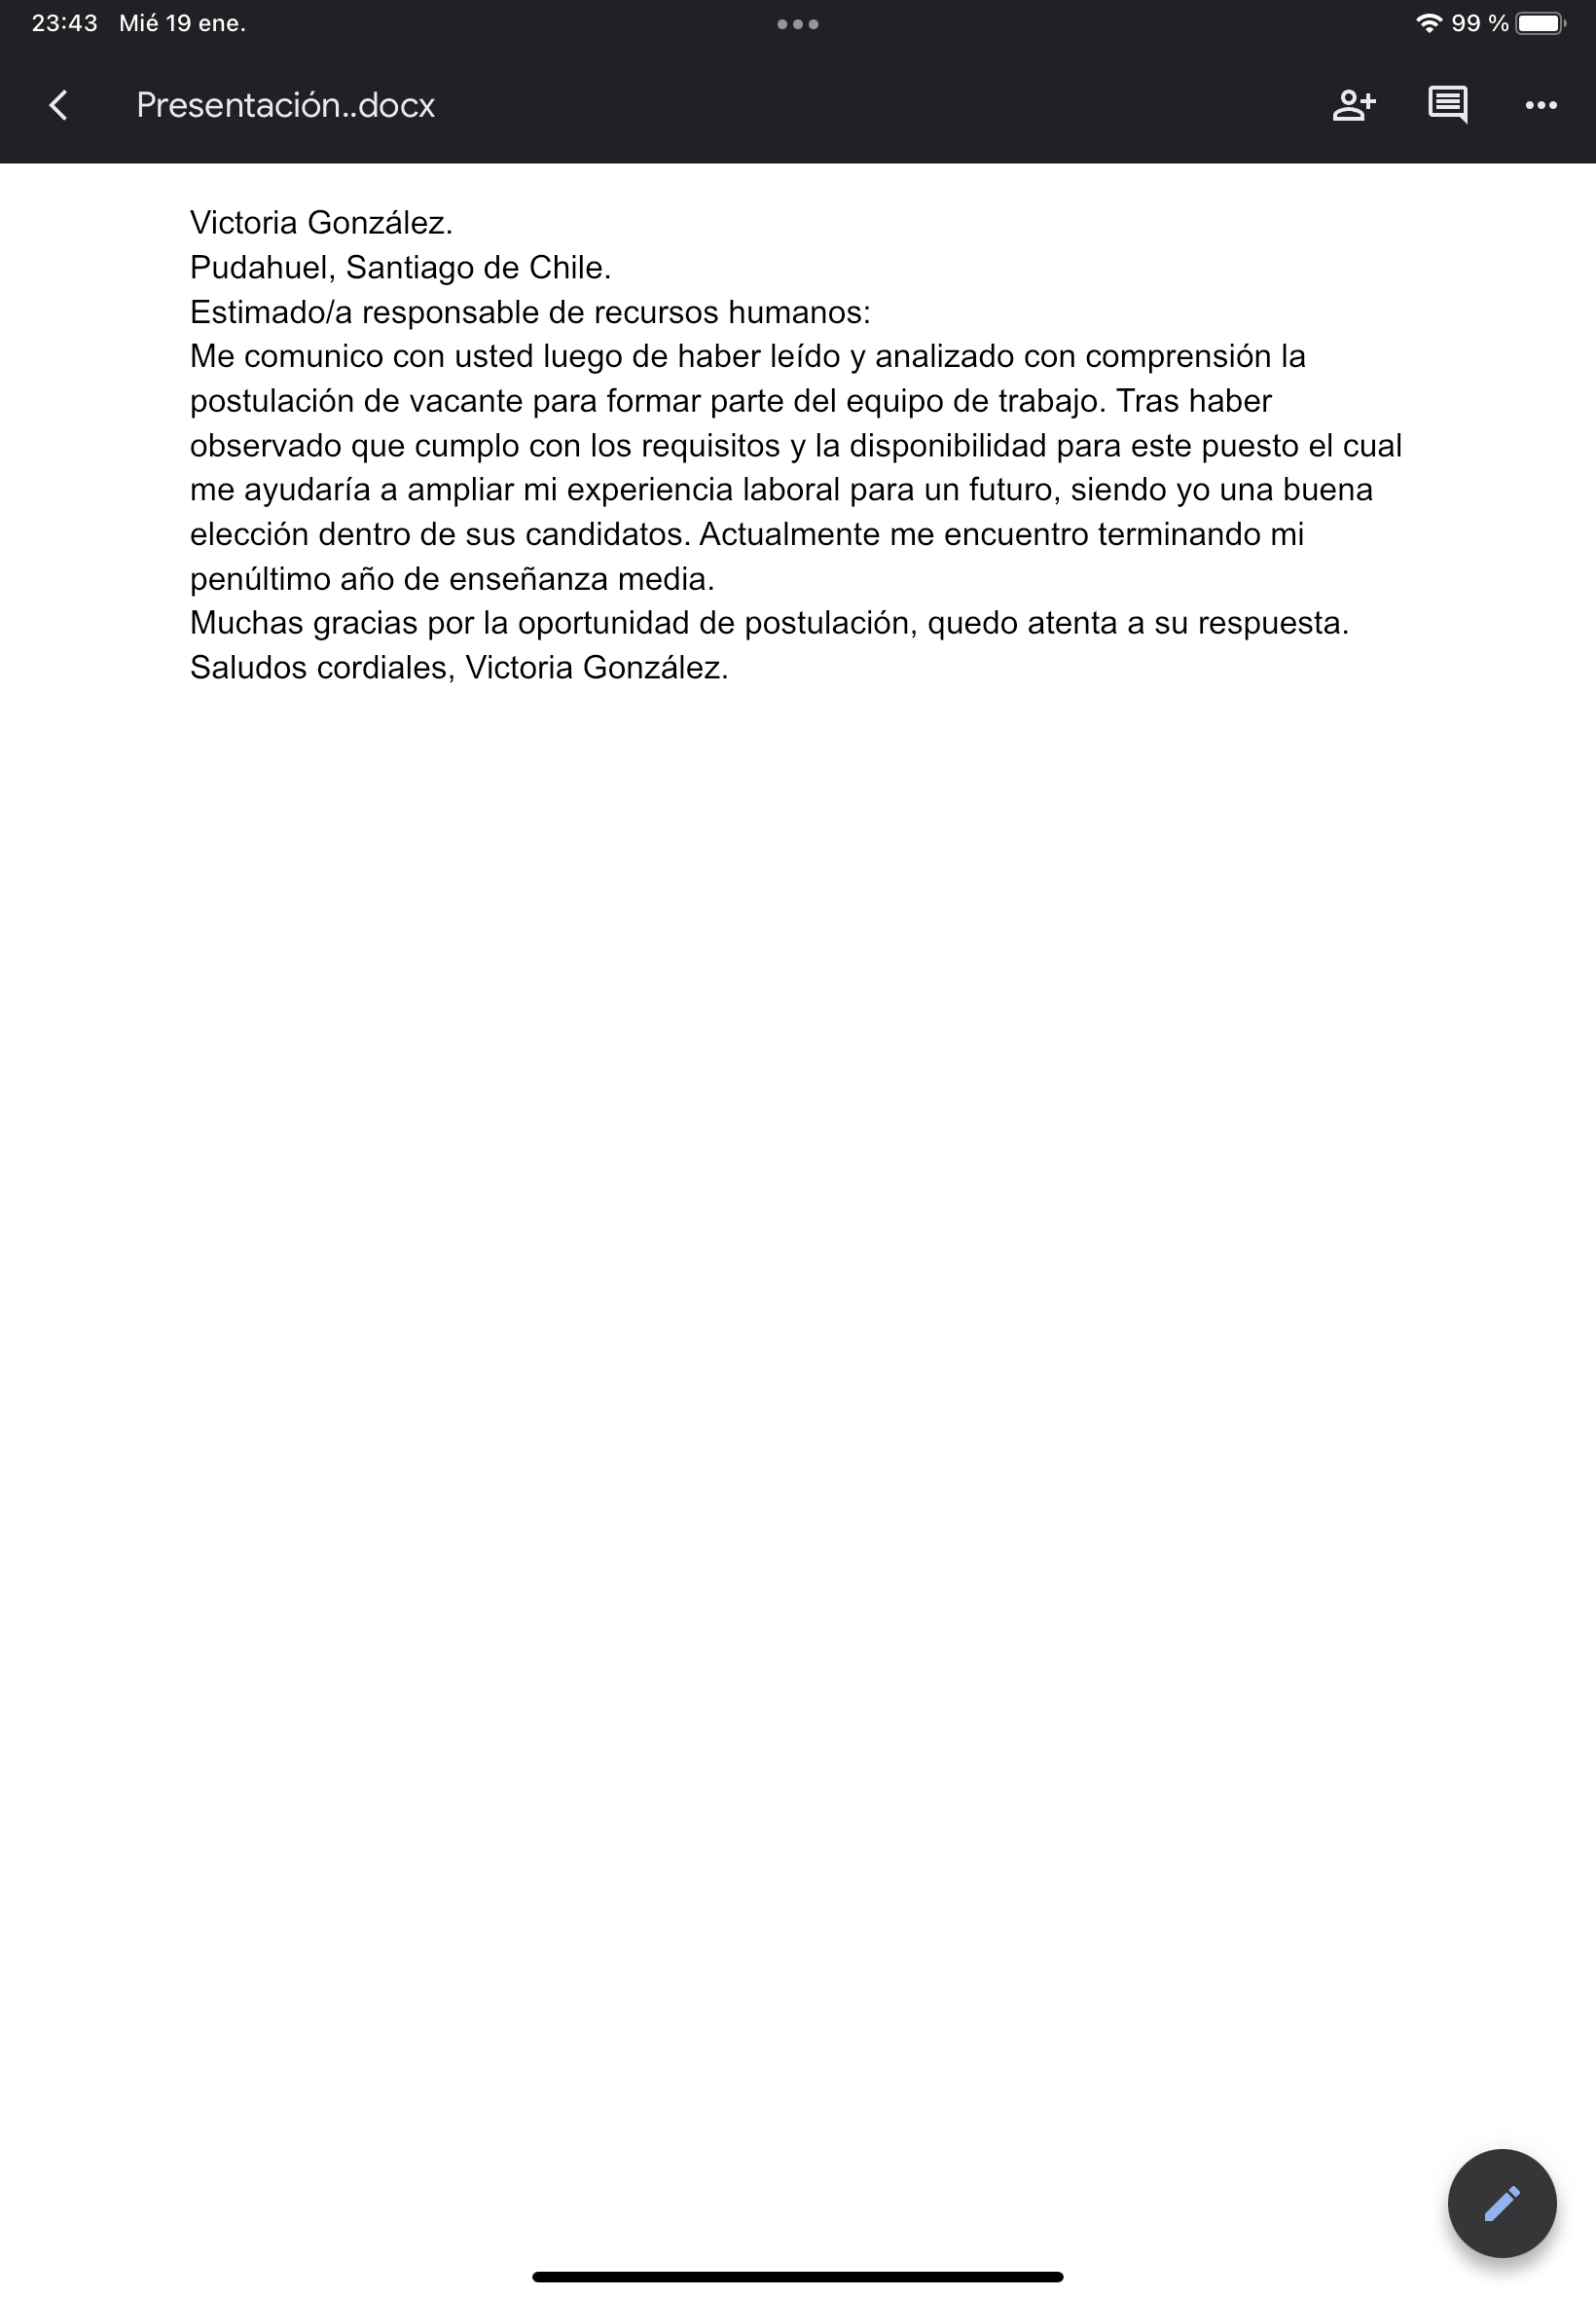 23:43 Mié 19 ene.
99 %
Presentación..docx
Victoria González.
Pudahuel, Santiago de Chile.
Estimado/a responsable de recursos humanos:
Me comunico con usted luego de haber leído y analizado con comprensión la
postulación de vacante para formar parte del equipo de trabajo. Tras haber
observado que cumplo con los requisitos y la disponibilidad para este puesto el cual
me ayudaría a ampliar mi experiencia laboral para un futuro, siendo yo una buena
elección dentro de sus candidatos. Actualmente me encuentro terminando mi
penúltimo año de enseñanza media.
Muchas gracias por la oportunidad de postulación, quedo atenta a su respuesta.
Saludos cordiales, Victoria González.